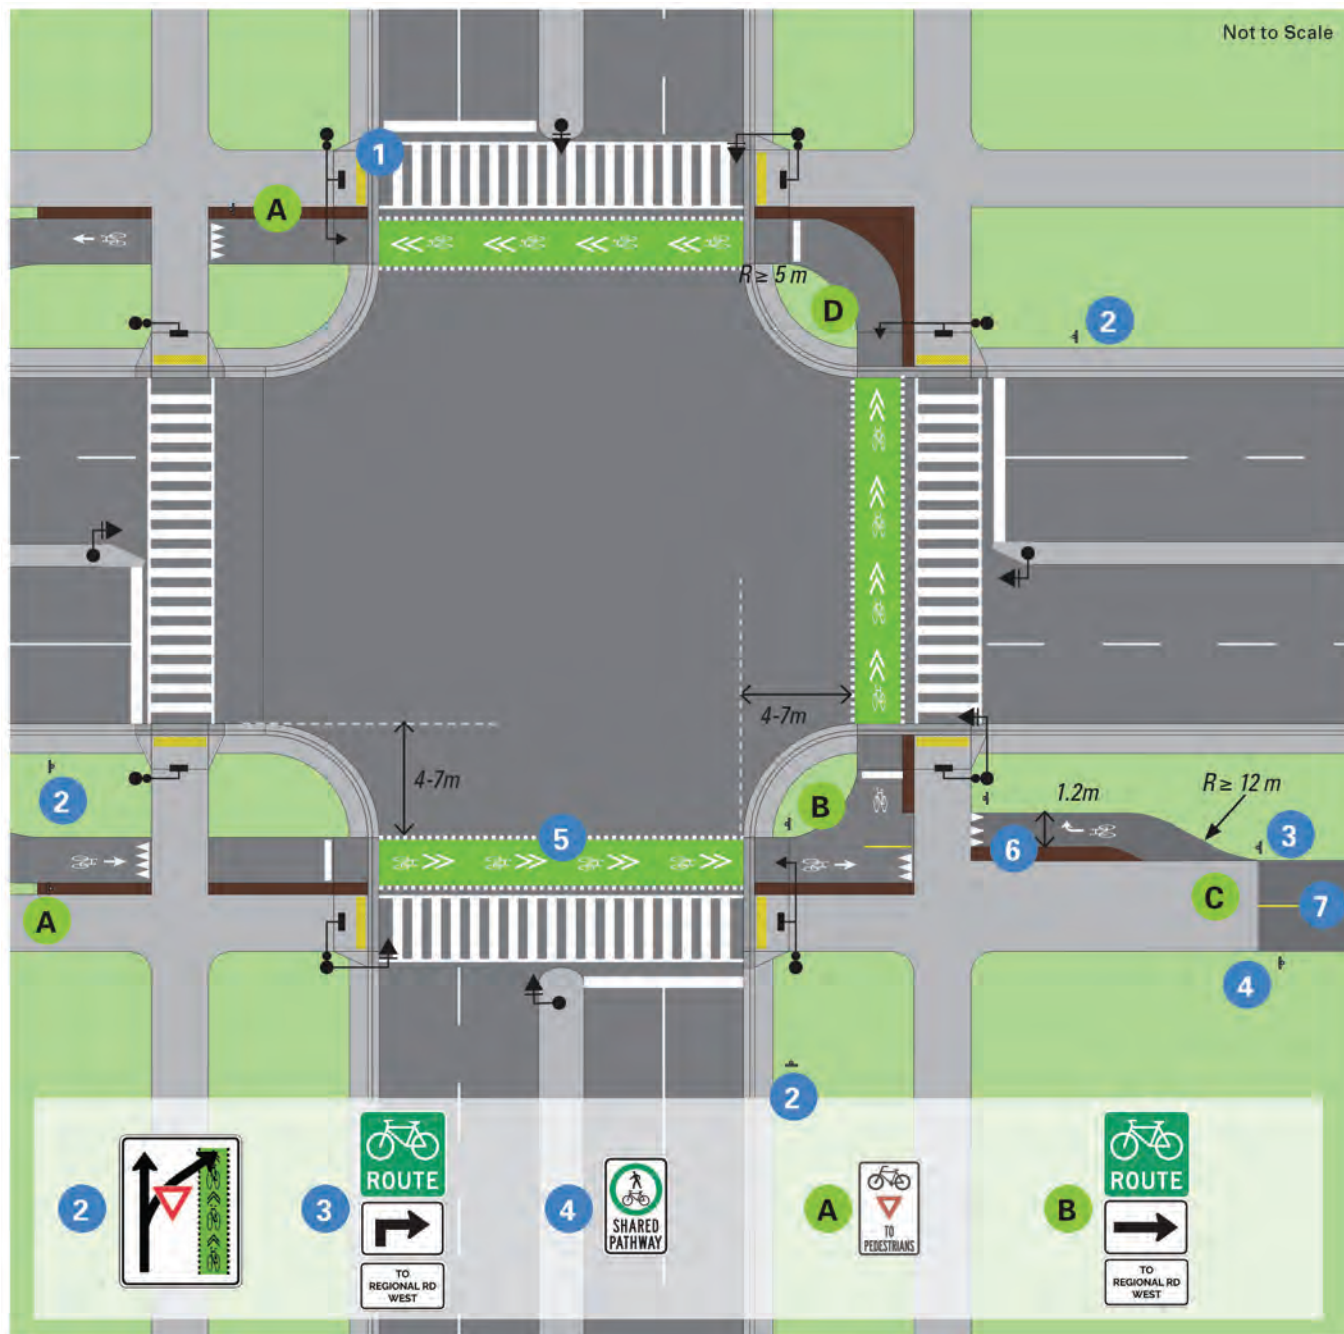 Not to Scale
1
A
R ≥ 5 m
D
2
4-7m
4-7m
2
B
1.2m
R ≥ 12 m
5
6
3
A
C
7
4
2
2
3
ROUTE
TO
REGIONAL RD
WEST
4
SHARED
PATHWAY
A
TO
PEDESTRIANS
B
ROUTE
TO
REGIONAL RD
WEST